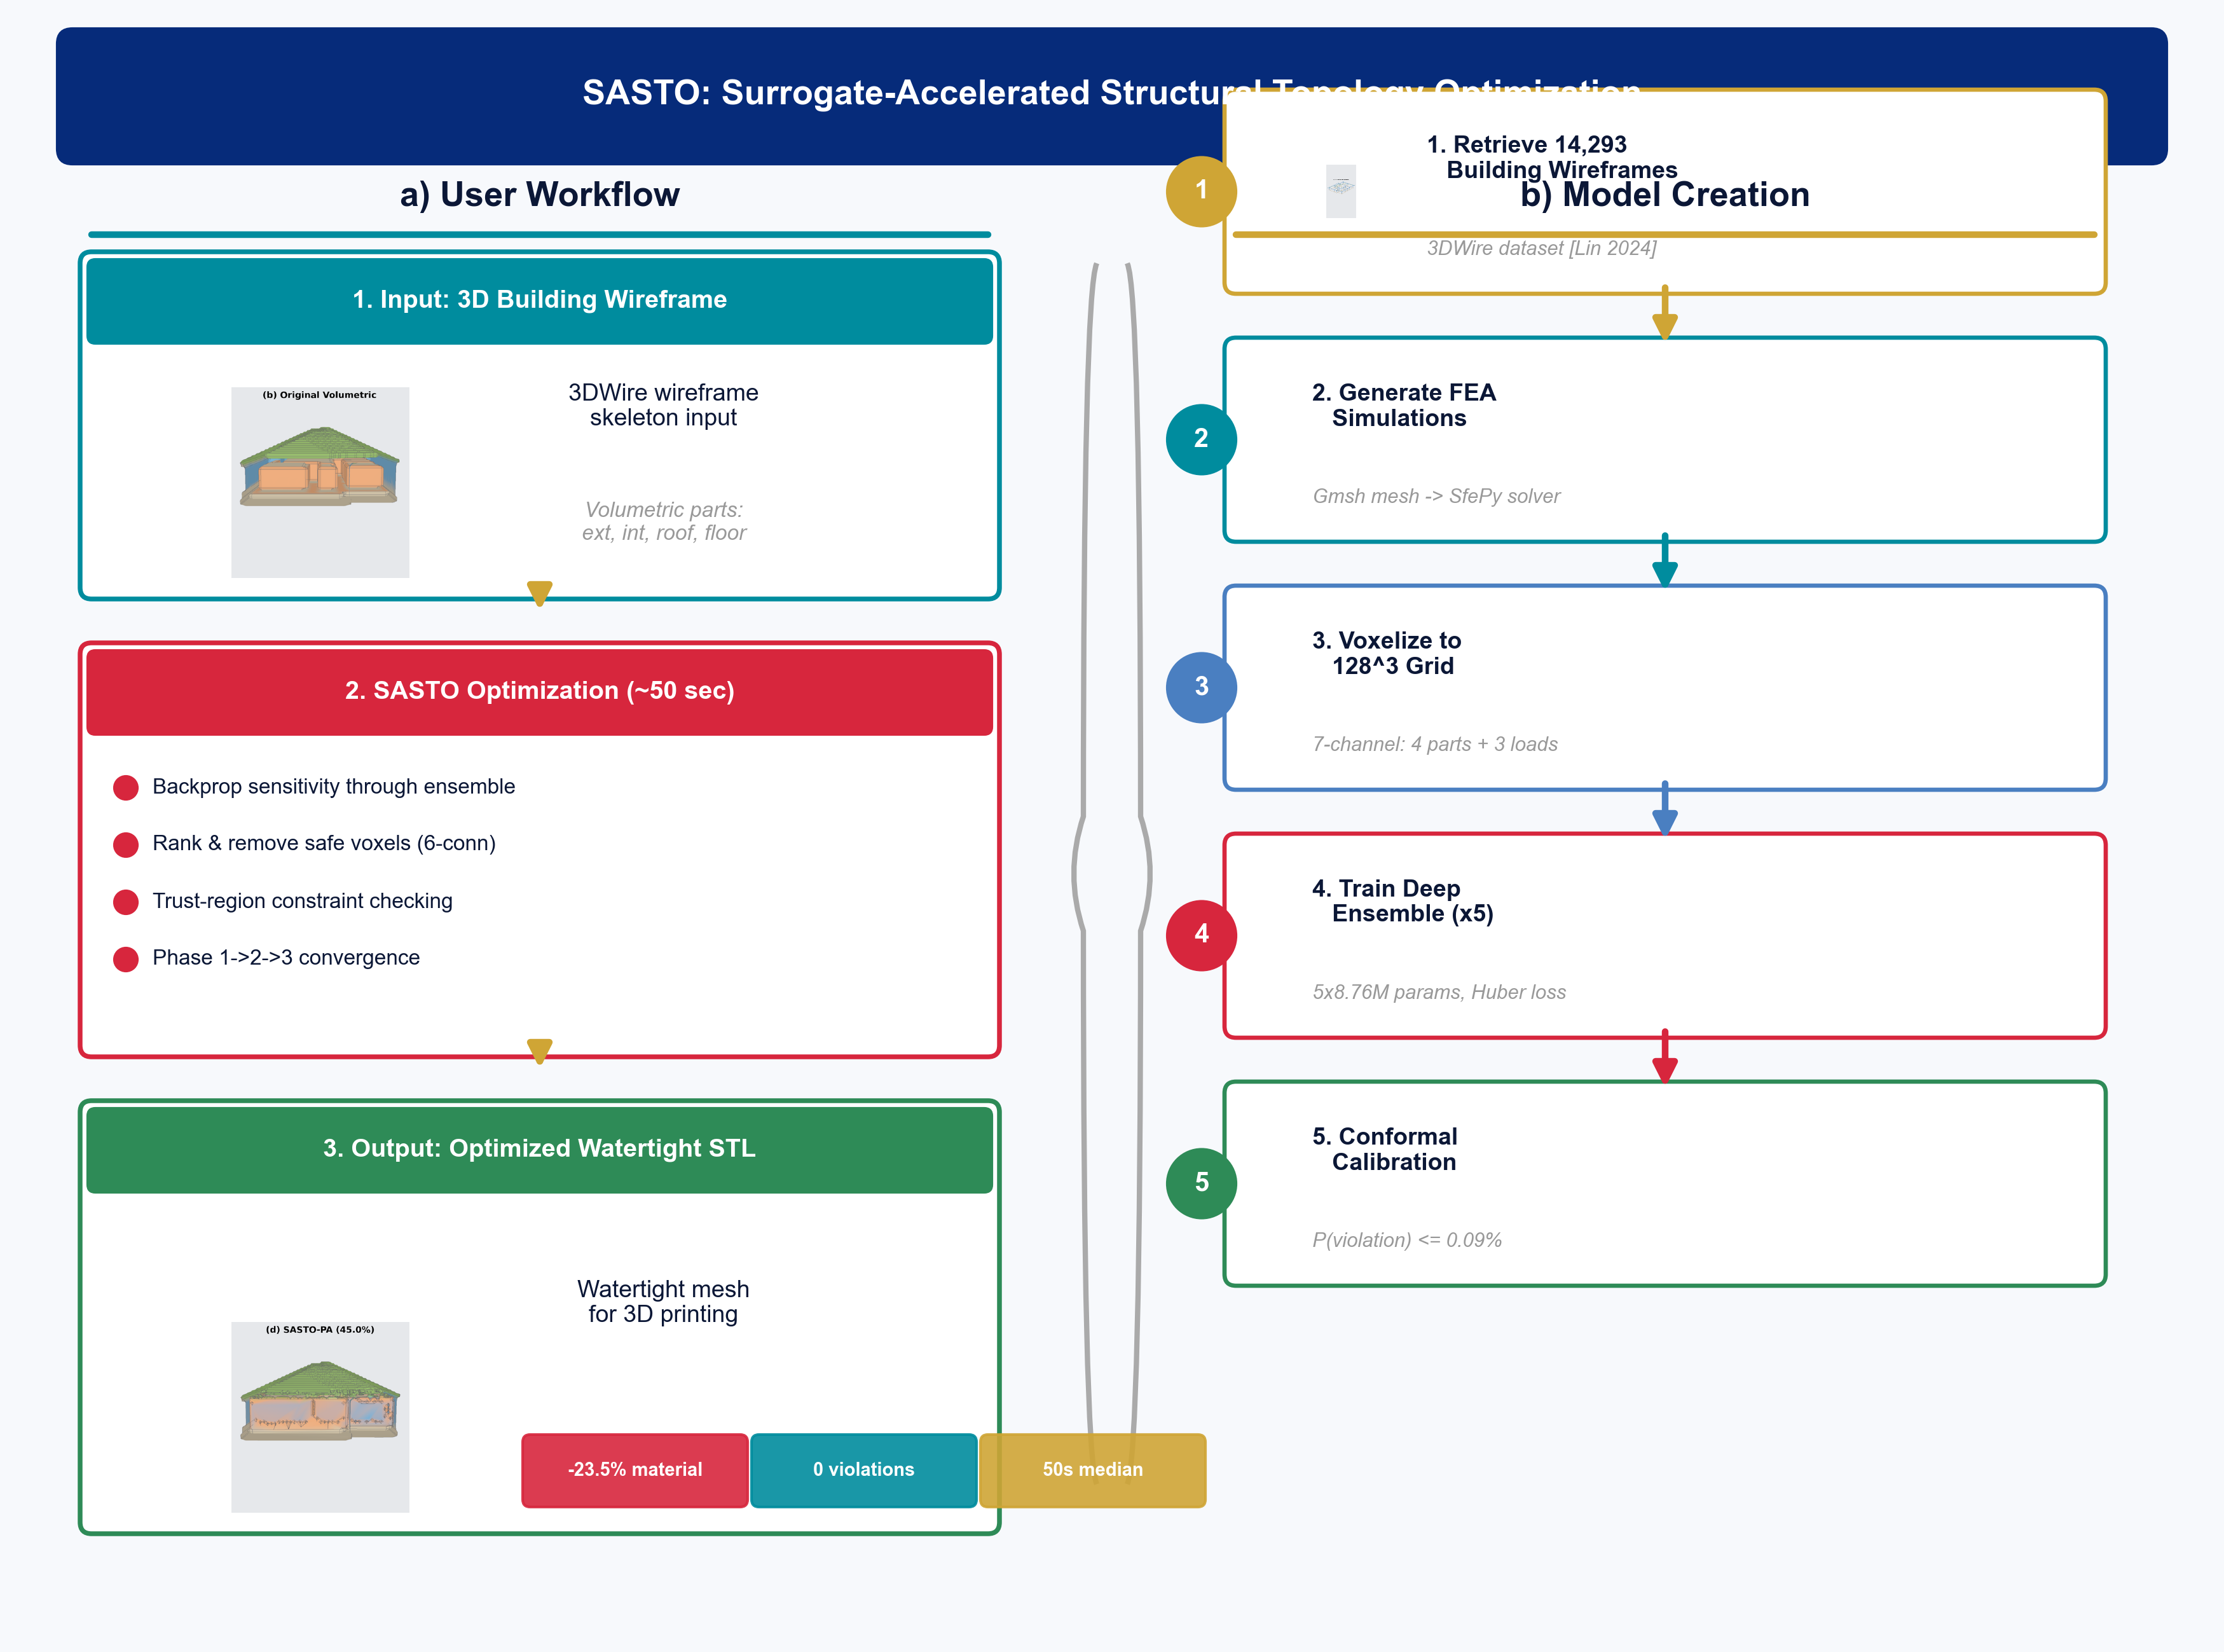 SASTO: Surrogate-Accelerated Structural Topology Optimization
a) User Workflow
1. Input: 3D Building Wireframe
(b) Original Volumetric
3DWire wireframe
skeleton input
Volumetric parts:
ext, int, roof, floor
2. SASTO Optimization (~50 sec)
Backprop sensitivity through ensemble
Rank & remove safe voxels (6-conn)
Trust-region constraint checking
Phase 1->2->3 convergence
3. Output: Optimized Watertight STL
(d) SASTO-PA (45.0%)
Watertight mesh
for 3D printing
-23.5% material
0 violations
50s median
b) Model Creation
1
1. Retrieve 14,293
Building Wireframes
3DWire dataset [Lin 2024]
2
2. Generate FEA
Simulations
Gmsh mesh -> SfePy solver
3
3. Voxelize to
128^3 Grid
7-channel: 4 parts + 3 loads
4
4. Train Deep
Ensemble (x5)
5x8.76M params, Huber loss
5
5. Conformal
Calibration
P(violation) <= 0.09%